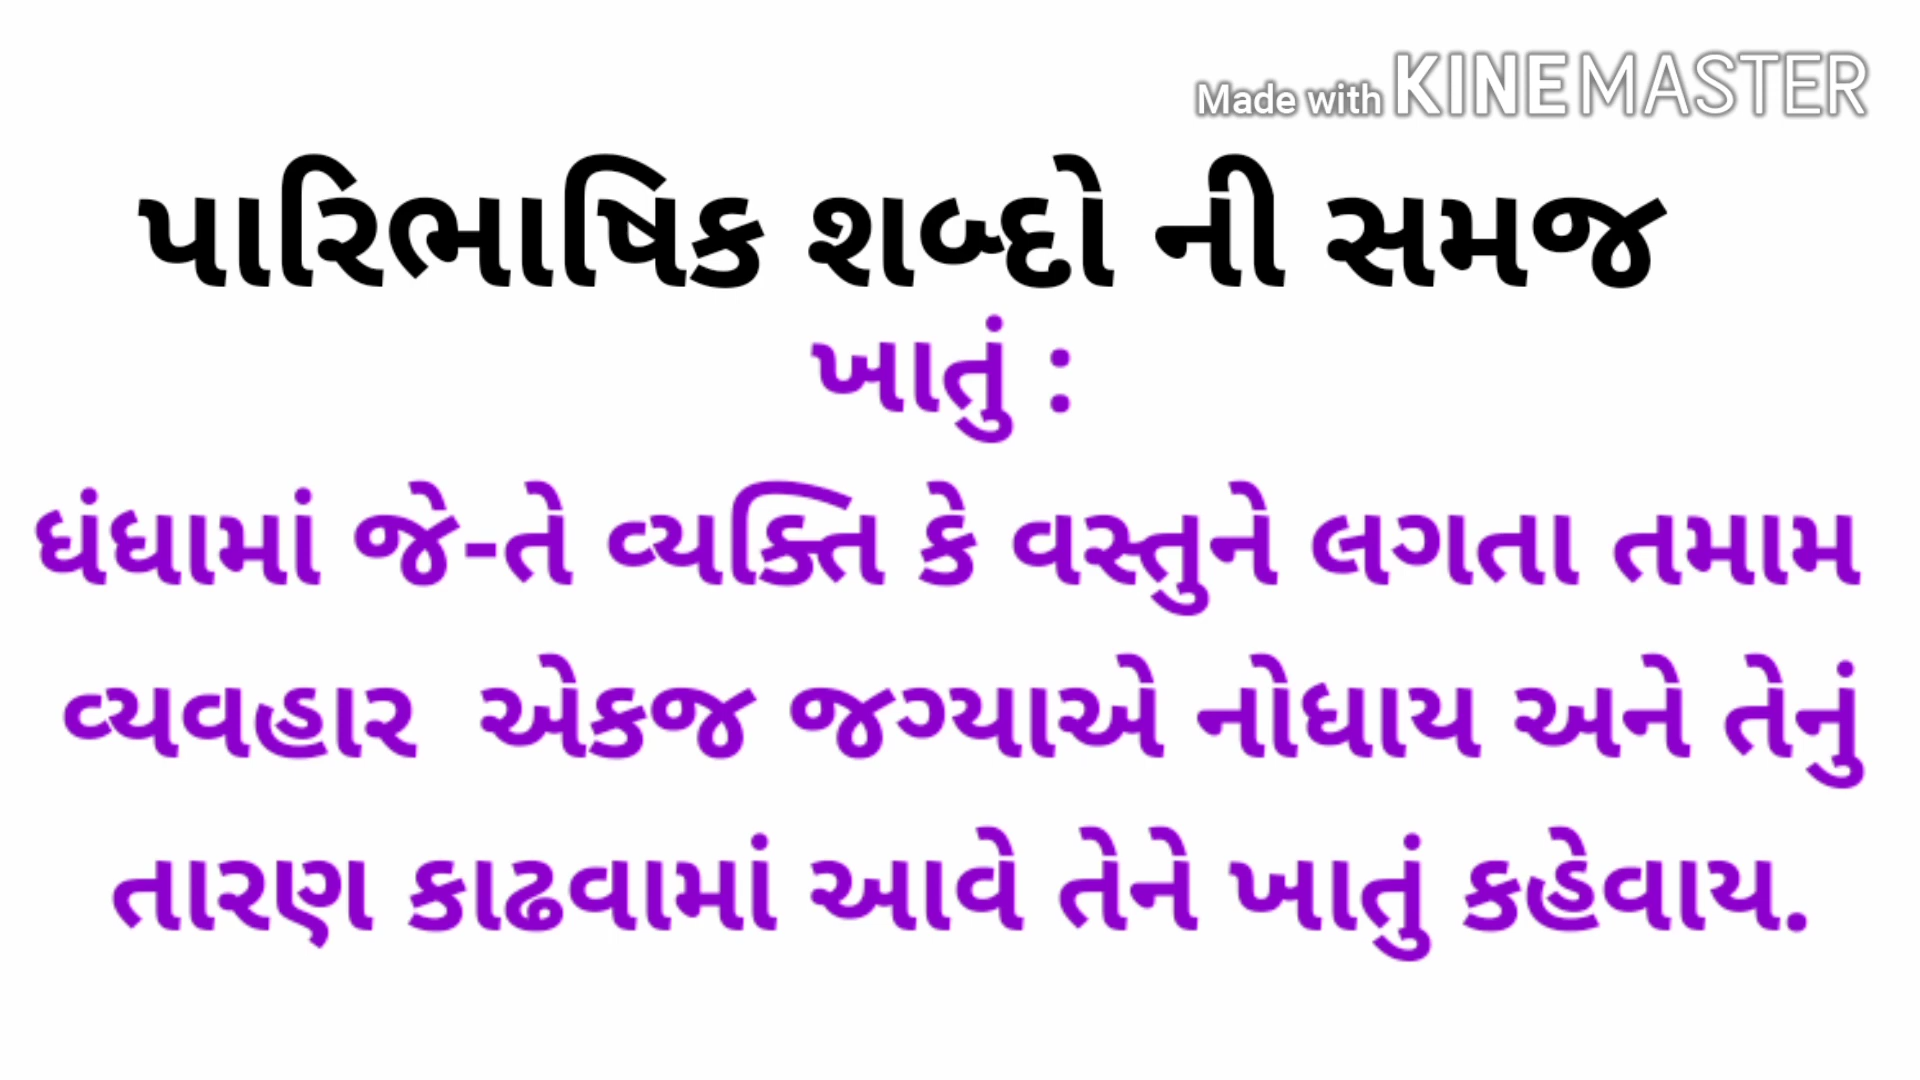 Made with KINEMASTER
પારિભાષિક શબ્દો ની સમજ
ખાતું :
ધંધામાં જે-તે વ્યક્તિ કે વસ્તુને લગતા તમામ
વ્યવહાર એકજ જગ્યાએ નોધાય અને તેનું
તારણ કાઢવામાં આવે તેને ખાતું કહેવાય.